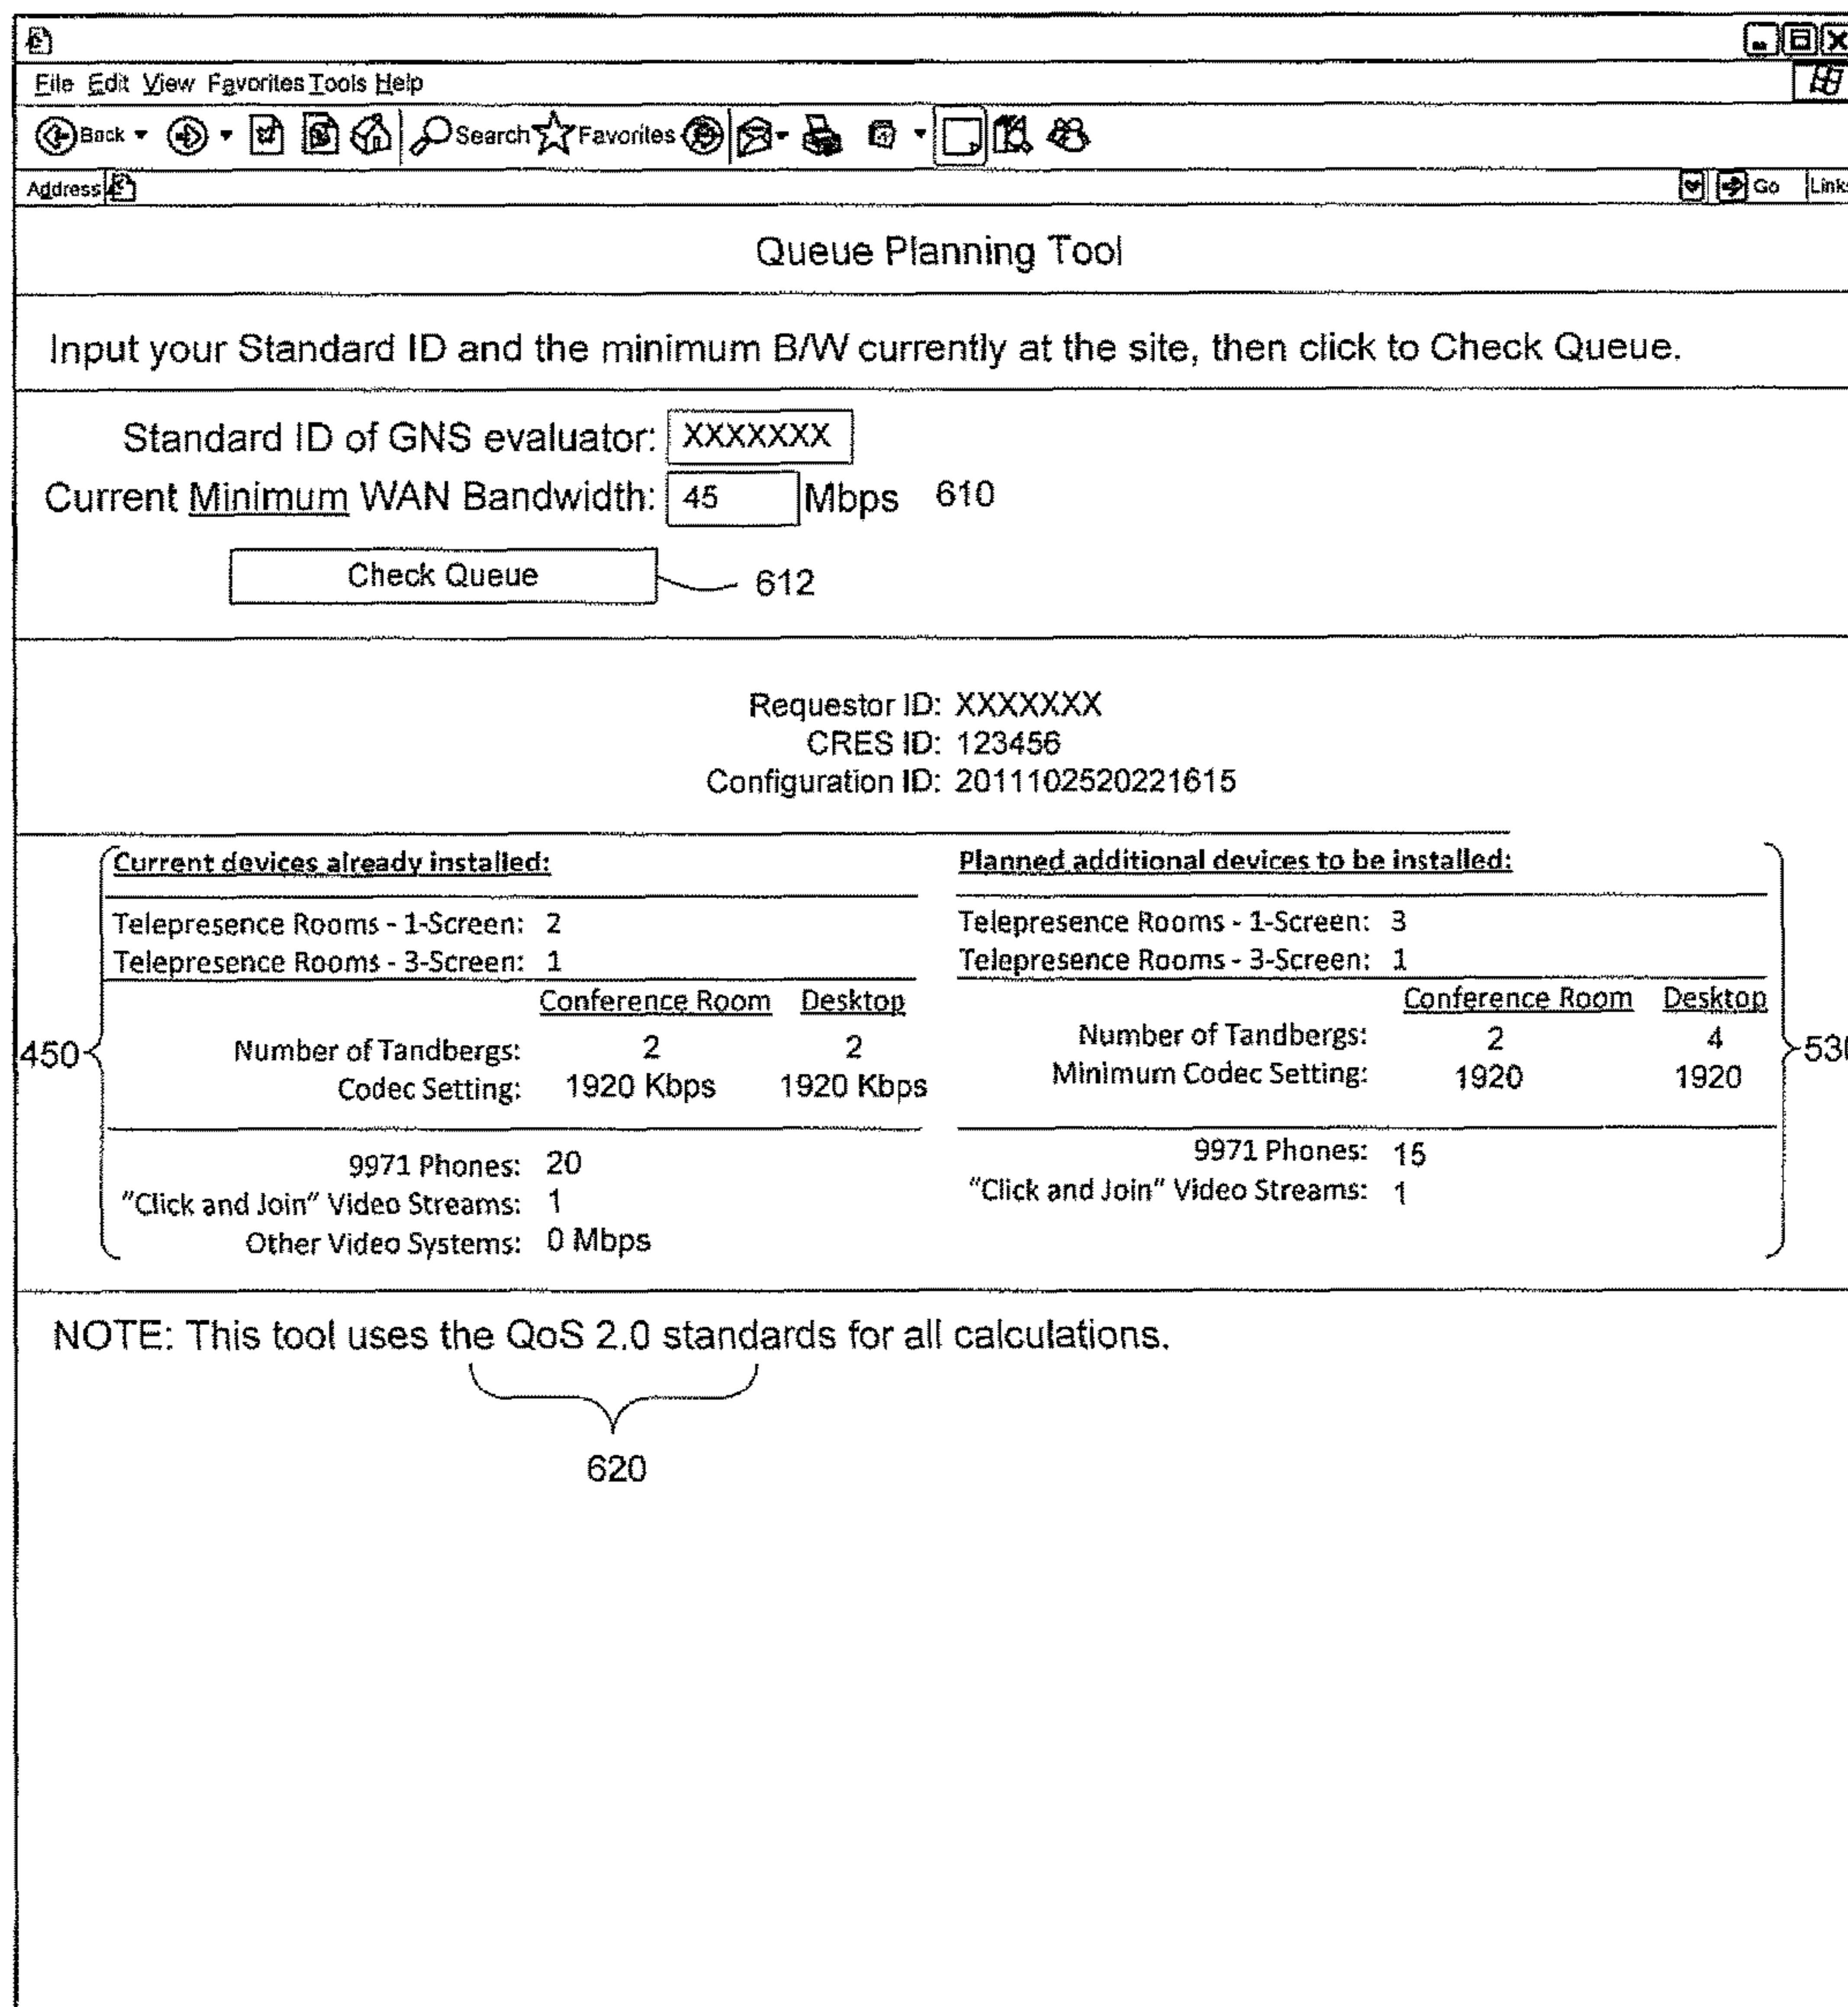 File Edit View Favorites Tools Help
Back Search Favorites
Address Go Links
Queue Planning Tool
Input your Standard ID and the minimum B/W currently at the site, then click to Check Queue.
Standard ID of GNS evaluator: XXXXXXX
Current Minimum WAN Bandwidth: 45 Mbps 610
Check Queue 612
Requestor ID: XXXXXXX
CRES ID: 123456
Configuration ID: 2011102520221615
Current devices already installed:
Telepresence Rooms - 1-Screen: 2
Telepresence Rooms - 3-Screen: 1
Conference Room Desktop
Number of Tandbergs: 2 2
Codec Setting: 1920 Kbps 1920 Kbps
9971 Phones: 20
"Click and Join" Video Streams: 1
Other Video Systems: 0 Mbps
450
Planned additional devices to be installed:
Telepresence Rooms - 1-Screen: 3
Telepresence Rooms - 3-Screen: 1
Conference Room Desktop
Number of Tandbergs: 2 4
Minimum Codec Setting: 1920 1920
9971 Phones: 15
"Click and Join" Video Streams: 1
530
NOTE: This tool uses the QoS 2.0 standards for all calculations.
620